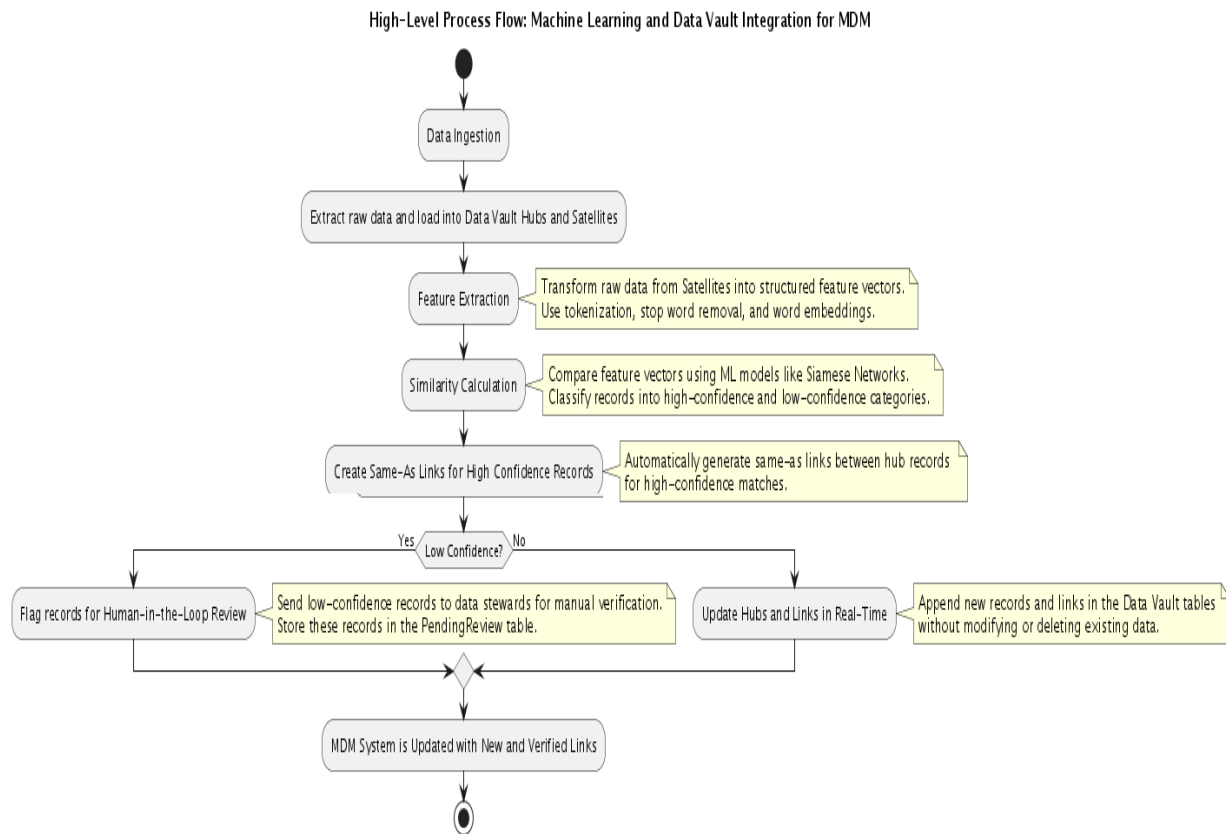 High-Level Process Flow: Machine Learning and Data Vault Integration for MDM
Data Ingestion
Extract raw data and load into Data Vault Hubs and Satellites
Feature Extraction
Transform raw data from Satellites into structured feature vectors.
Use tokenization, stop word removal, and word embeddings.
Similarity Calculation
Compare feature vectors using ML models like Siamese Networks.
Classify records into high-confidence and low-confidence categories.
Create Same-As Links for High Confidence Records
Automatically generate same-as links between hub records
for high-confidence matches.
Yes
Low Confidence?
No
Flag records for Human-in-the-Loop Review
Send low-confidence records to data stewards for manual verification.
Store these records in the PendingReview table.
Update Hubs and Links in Real-Time
Append new records and links in the Data Vault tables
without modifying or deleting existing data.
MDM System is Updated with New and Verified Links